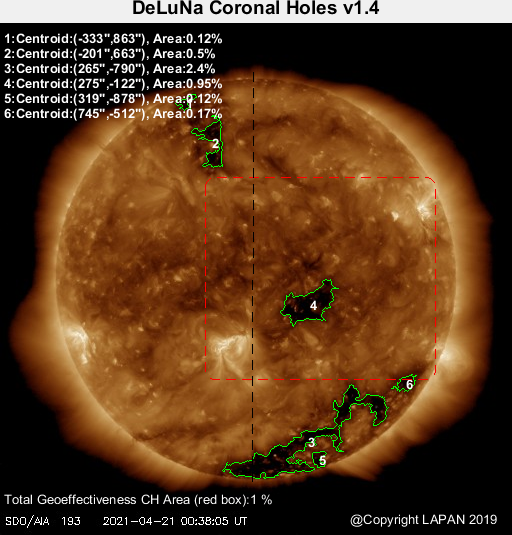 DeLuNa Coronal Holes v1.4
1:Centroid:(-333",863"), Area:0.12%
2:Centroid:(-201",663"), Area:0.5%
3:Centroid:(265",-790"), Area:2.4%
4:Centroid:(275",-122"), Area:0.95%
5:Centroid:(319",-878"), Area:0.12%
6:Centroid:(745",-512"), Area:0.17%
1
2
4
6
3
5
Total Geoeffectiveness CH Area (red box):1 %
SDO/AIA 193 2021-04-21 00:38:05 UT
@Copyright LAPAN 2019